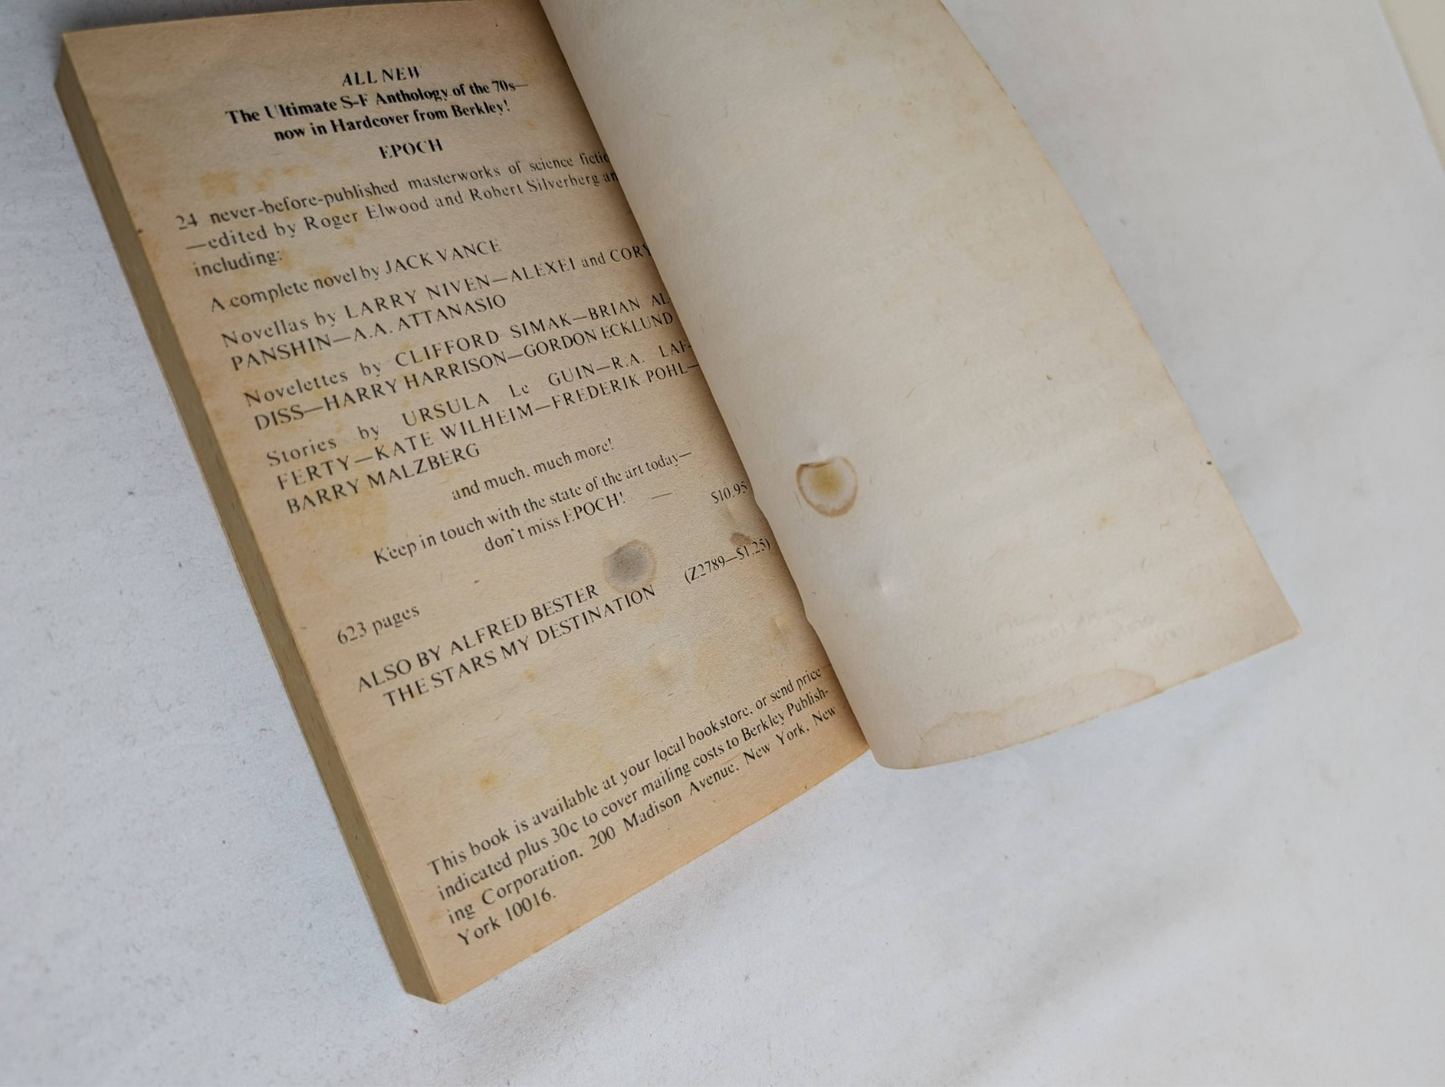 ALL NEW
The Ultimate S-F Anthology of the 70s—
now in Hardcover from Berkley!
EPOCH
24 never-before-published masterworks of science fictio
—edited by Roger Elwood and Robert Silverberg an
including:
A complete novel by JACK VANCE
Novellas by LARRY NIVEN—ALEXEI and CORY
PANSHIN—A.A. ATTANASIO
Novelettes by CLIFFORD SIMAK—BRIAN AL
DISS—HARRY HARRISON—GORDON ECKLUND
Stories by URSULA Le GUIN—R.A. LAF-
FERTY—KATE WILHEIM—FREDERIK POHL—
BARRY MALZBERG
and much, much more!
Keep in touch with the state of the art today—
don't miss EPOCH! —
623 pages $10.95
ALSO BY ALFRED BESTER
THE STARS MY DESTINATION (Z2789—$1.25)
This book is available at your local bookstore, or send price
indicated plus 30c to cover mailing costs to Berkley Publish-
ing Corporation, 200 Madison Avenue, New York, New
York 10016.